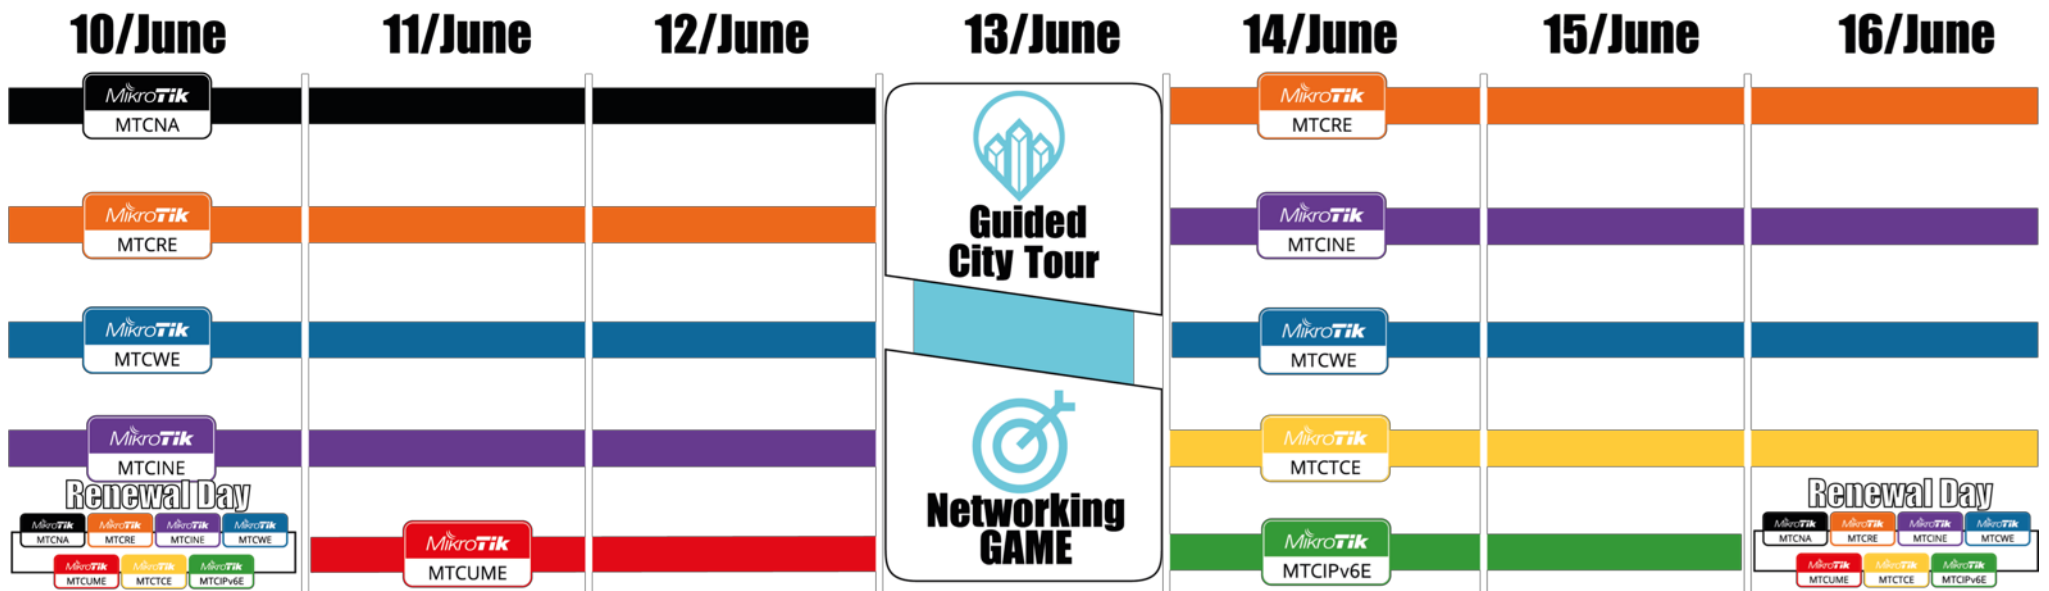 10/June
11/June
12/June
13/June
14/June
15/June
16/June
MikroTik
MTCNA
MikroTik
MTCRE
MikroTik
MTCWE
MikroTik
MTCINE
Renewal Day
MikroTik MikroTik MikroTik MikroTik
MTCNA MTCRE MTCINE MTCWE
MikroTik MikroTik MikroTik
MTCUME MTCTCE MTCIPv6E
MikroTik
MTCUME
Guided
City Tour
Networking
GAME
MikroTik
MTCRE
MikroTik
MTCINE
MikroTik
MTCWE
MikroTik
MTCTCE
MikroTik
MTCIPv6E
Renewal Day
MikroTik MikroTik MikroTik MikroTik
MTCNA MTCRE MTCINE MTCWE
MikroTik MikroTik MikroTik
MTCUME MTCTCE MTCIPv6E